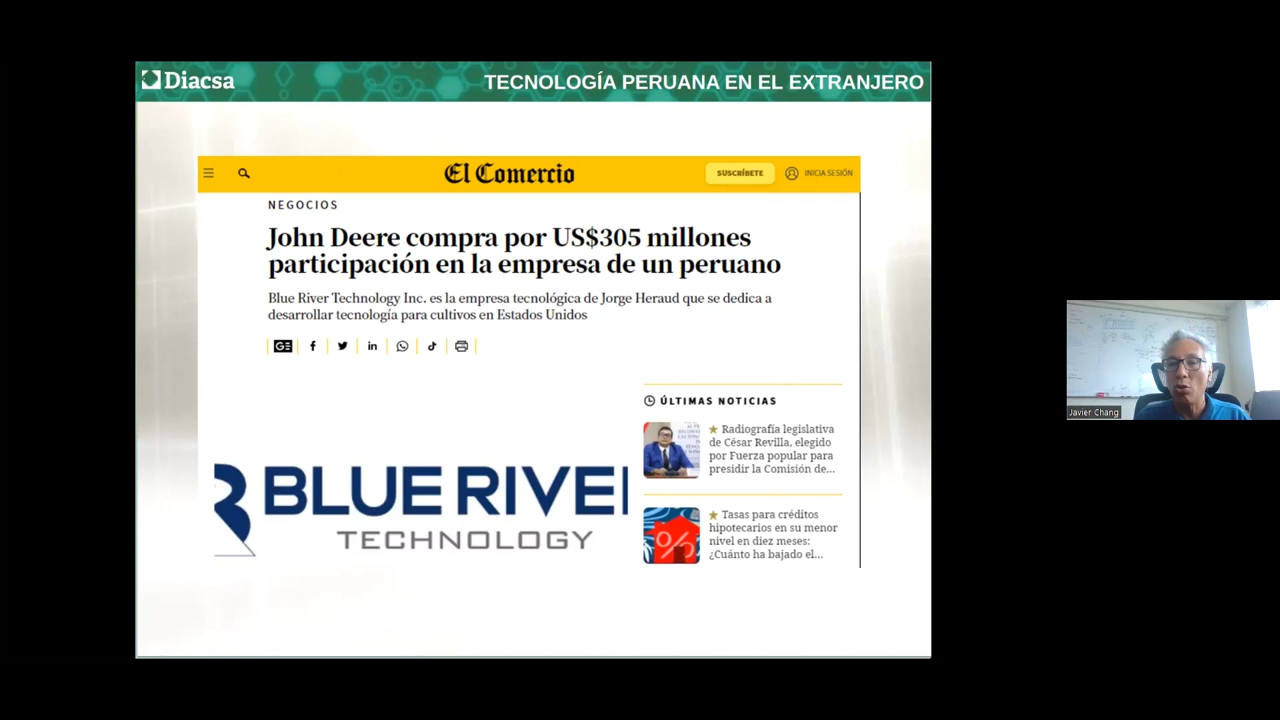 Diacsa
TECNOLOGÍA PERUANA EN EL EXTRANJERO
El Comercio
SUSCRÍBETE
INICIA SESIÓN
NEGOCIOS
John Deere compra por US$305 millones
participación en la empresa de un peruano
Blue River Technology Inc. es la empresa tecnológica de Jorge Heraud que se dedica a
desarrollar tecnología para cultivos en Estados Unidos
GE
ÚLTIMAS NOTICIAS
Radiografía legislativa
de César Revilla, elegido
por Fuerza popular para
presidir la Comisión de...
Tasas para créditos
hipotecarios en su menor
nivel en diez meses:
¿Cuánto ha bajado el...
BLUE RIVE
TECHNOLOGY
Javier Chang